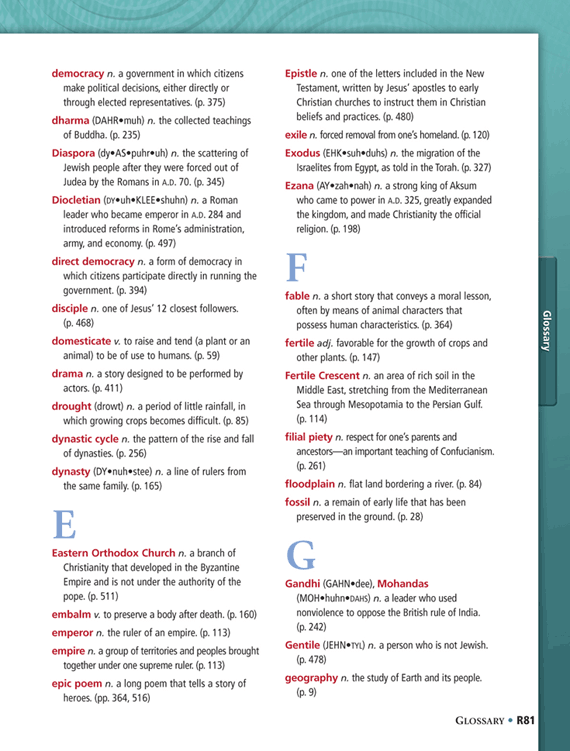 democracy n. a government in which citizens
make political decisions, either directly or
through elected representatives. (p. 375)
dharma (DAHR•muh) n. the collected teachings
of Buddha. (p. 235)
Diaspora (dy•AS•puhr•uh) n. the scattering of
Jewish people after they were forced out of
Judea by the Romans in A.D. 70. (p. 345)
Diocletian (DY•uh•KLEE•shuhn) n. a Roman
leader who became emperor in A.D. 284 and
introduced reforms in Rome's administration,
army, and economy. (p. 497)
direct democracy n. a form of democracy in
which citizens participate directly in running the
government. (p. 394)
disciple n. one of Jesus' 12 closest followers.
(p. 468)
domesticate v. to raise and tend (a plant or an
animal) to be of use to humans. (p. 59)
drama n. a story designed to be performed by
actors. (p. 411)
drought (drowt) n. a period of little rainfall, in
which growing crops becomes difficult. (p. 85)
dynastic cycle n. the pattern of the rise and fall
of dynasties. (p. 256)
dynasty (DY•nuh•stee) n. a line of rulers from
the same family. (p. 165)
E
Eastern Orthodox Church n. a branch of
Christianity that developed in the Byzantine
Empire and is not under the authority of the
pope. (p. 511)
embalm v. to preserve a body after death. (p. 160)
emperor n. the ruler of an empire. (p. 113)
empire n. a group of territories and peoples brought
together under one supreme ruler. (p. 113)
epic poem n. a long poem that tells a story of
heroes. (pp. 364, 516)
Epistle n. one of the letters included in the New
Testament, written by Jesus' apostles to early
Christian churches to instruct them in Christian
beliefs and practices. (p. 480)
exile n. forced removal from one's homeland. (p. 120)
Exodus (EHK•suh•duhs) n. the migration of the
Israelites from Egypt, as told in the Torah. (p. 327)
Ezana (AY•zah•nah) n. a strong king of Aksum
who came to power in A.D. 325, greatly expanded
the kingdom, and made Christianity the official
religion. (p. 198)
F
fable n. a short story that conveys a moral lesson,
often by means of animal characters that
possess human characteristics. (p. 364)
fertile adj. favorable for the growth of crops and
other plants. (p. 147)
Fertile Crescent n. an area of rich soil in the
Middle East, stretching from the Mediterranean
Sea through Mesopotamia to the Persian Gulf.
(p. 114)
filial piety n. respect for one's parents and
ancestors—an important teaching of Confucianism.
(p. 261)
floodplain n. flat land bordering a river. (p. 84)
fossil n. a remain of early life that has been
preserved in the ground. (p. 28)
G
Gandhi (GAHN•dee), Mohandas
(MOH•huhn•DAHS) n. a leader who used
nonviolence to oppose the British rule of India.
(p. 242)
Gentile (JEHN•TYL) n. a person who is not Jewish.
(p. 478)
geography n. the study of Earth and its people.
(p. 9)
Glossary
GLOSSARY • R81